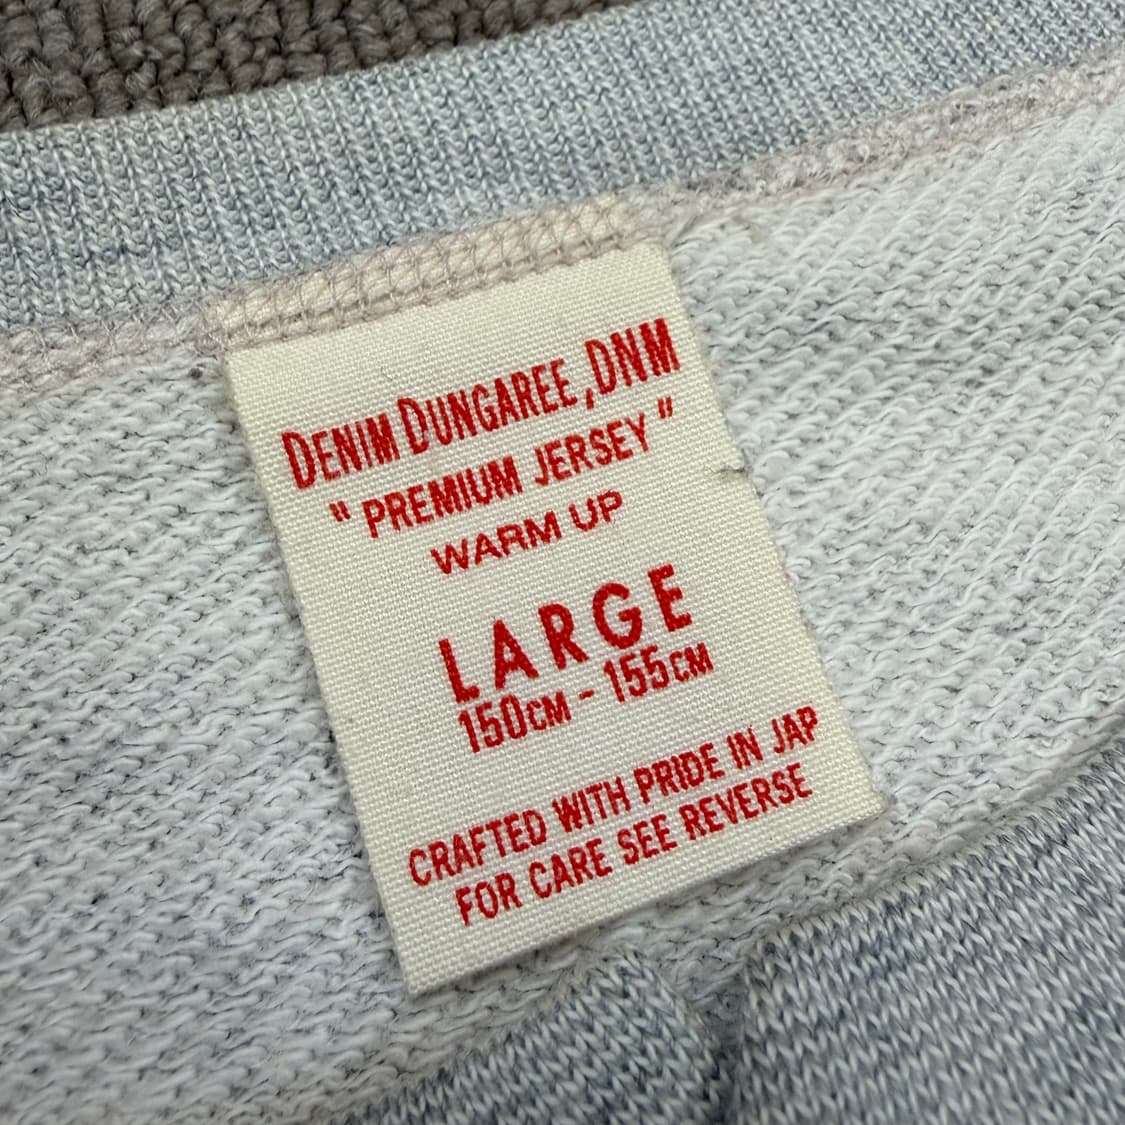 DENIM DUNGAREE, DNM
" PREMIUM JERSEY "
WARM UP
LARGE
150CM - 155CM
CRAFTED WITH PRIDE IN JAP
FOR CARE SEE REVERSE